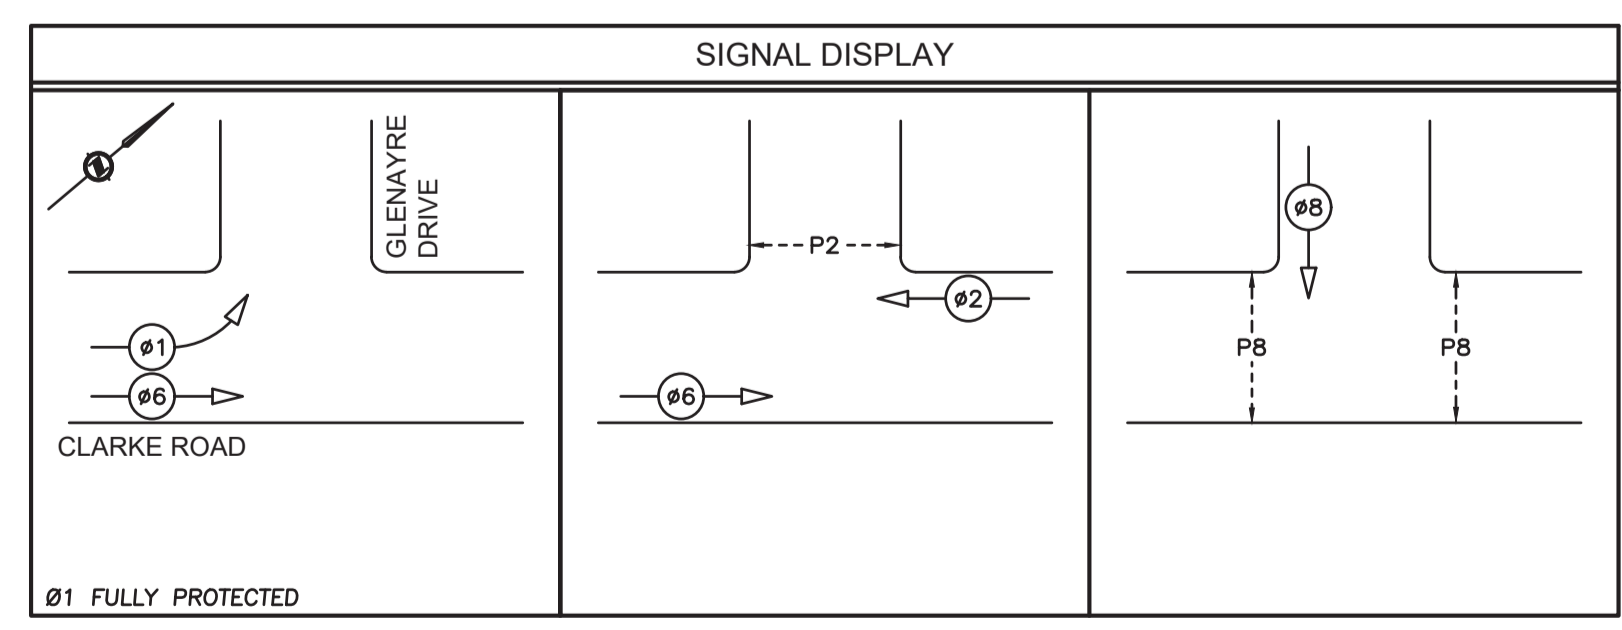 SIGNAL DISPLAY
GLENAYRE
DRIVE
ø1
ø6
CLARKE ROAD
Ø1 FULLY PROTECTED
P2
ø2
ø6
ø8
P8
P8